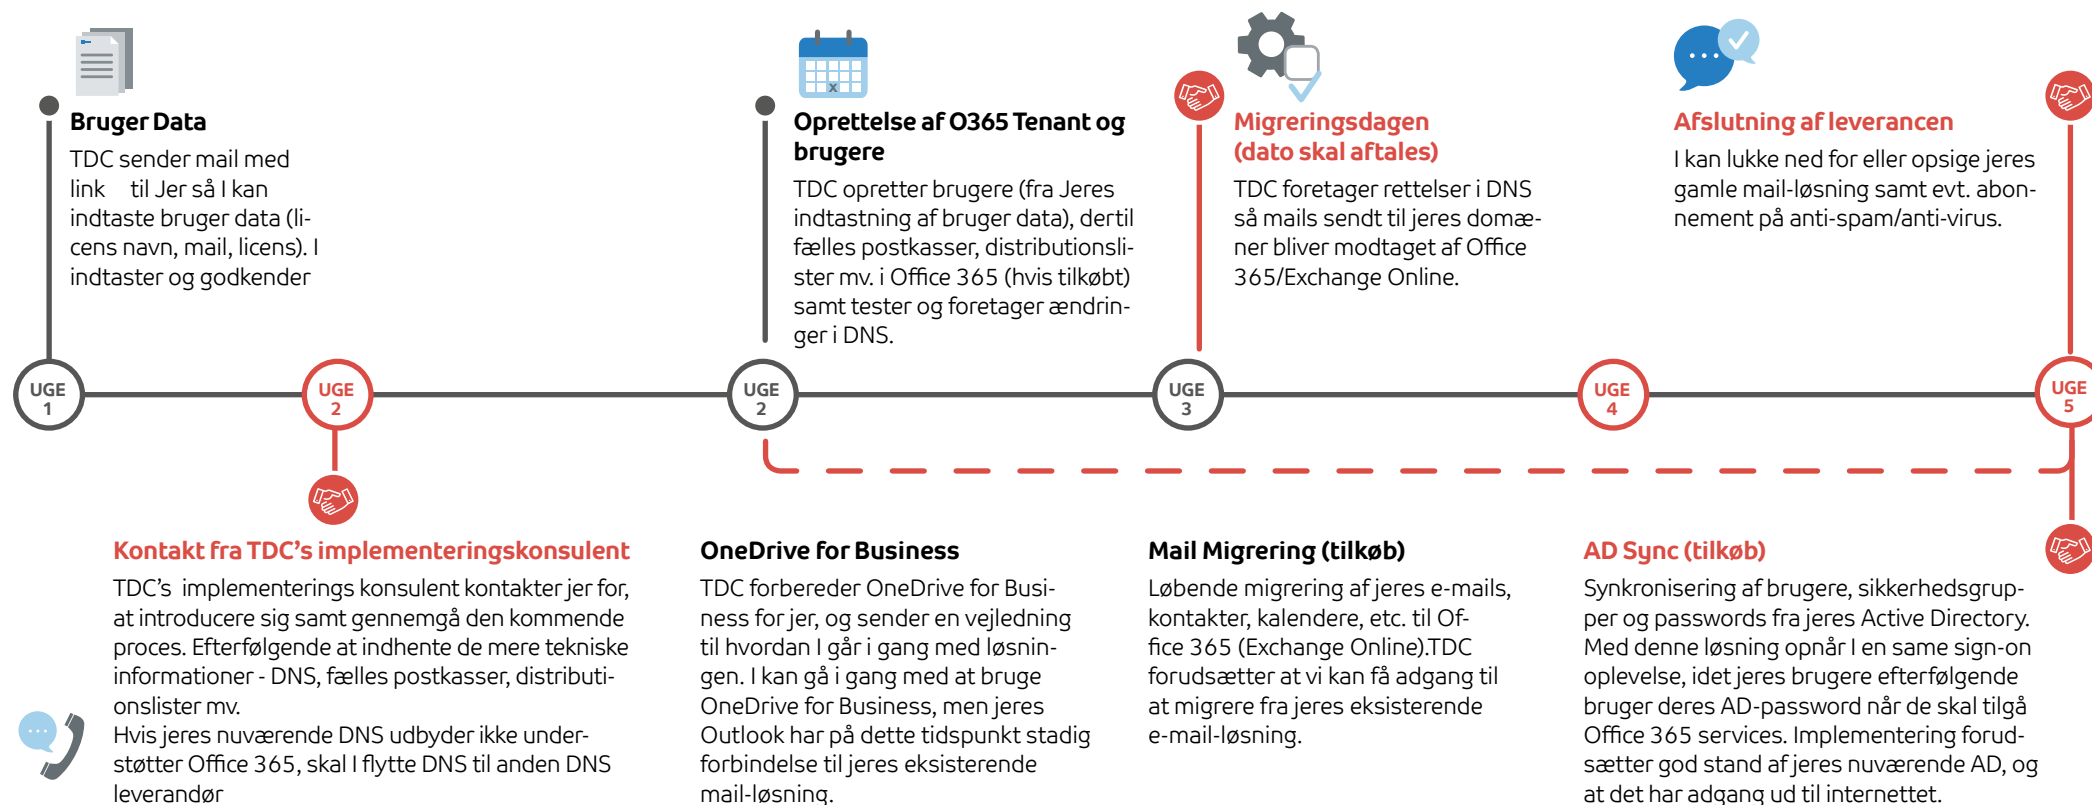 Bruger Data
TDC sender mail med
link til Jer så I kan
indtaste bruger data (li-
cens navn, mail, licens). I
indtaster og godkender
Oprettelse af O365 Tenant og
brugere
TDC opretter brugere (fra Jeres
indtastning af bruger data), dertil
fælles postkasser, distributionsli-
ster mv. i Office 365 (hvis tilkøbt)
samt tester og foretager ændrin-
ger i DNS.
x
Migreringsdagen
(dato skal aftales)
TDC foretager rettelser i DNS
så mails sendt til jeres domæ-
ner bliver modtaget af Office
365/Exchange Online.
Afslutning af leverancen
I kan lukke ned for eller opsige jeres
gamle mail-løsning samt evt. abon-
nement på anti-spam/anti-virus.
UGE
1
UGE
2
UGE
2
UGE
3
UGE
4
UGE
5
Kontakt fra TDC’s implementeringskonsulent
TDC’s implementerings konsulent kontakter jer for,
at introducere sig samt gennemgå den kommende
proces. Efterfølgende at indhente de mere tekniske
informationer - DNS, fælles postkasser, distributi-
onslister mv.
Hvis jeres nuværende DNS udbyder ikke under-
støtter Office 365, skal I flytte DNS til anden DNS
leverandør
OneDrive for Business
TDC forbereder OneDrive for Busi-
ness for jer, og sender en vejledning
til hvordan I går i gang med løsnin-
gen. I kan gå i gang med at bruge
OneDrive for Business, men jeres
Outlook har på dette tidspunkt stadig
forbindelse til jeres eksisterende
mail-løsning.
Mail Migrering (tilkøb)
Løbende migrering af jeres e-mails,
kontakter, kalendere, etc. til Of-
fice 365 (Exchange Online).TDC
forudsætter at vi kan få adgang til
at migrere fra jeres eksisterende
e-mail-løsning.
AD Sync (tilkøb)
Synkronisering af brugere, sikkerhedsgrup-
per og passwords fra jeres Active Directory.
Med denne løsning opnår I en same sign-on
oplevelse, idet jeres brugere efterfølgende
bruger deres AD-password når de skal tilgå
Office 365 services. Implementering forud-
sætter god stand af jeres nuværende AD, og
at det har adgang ud til internettet.